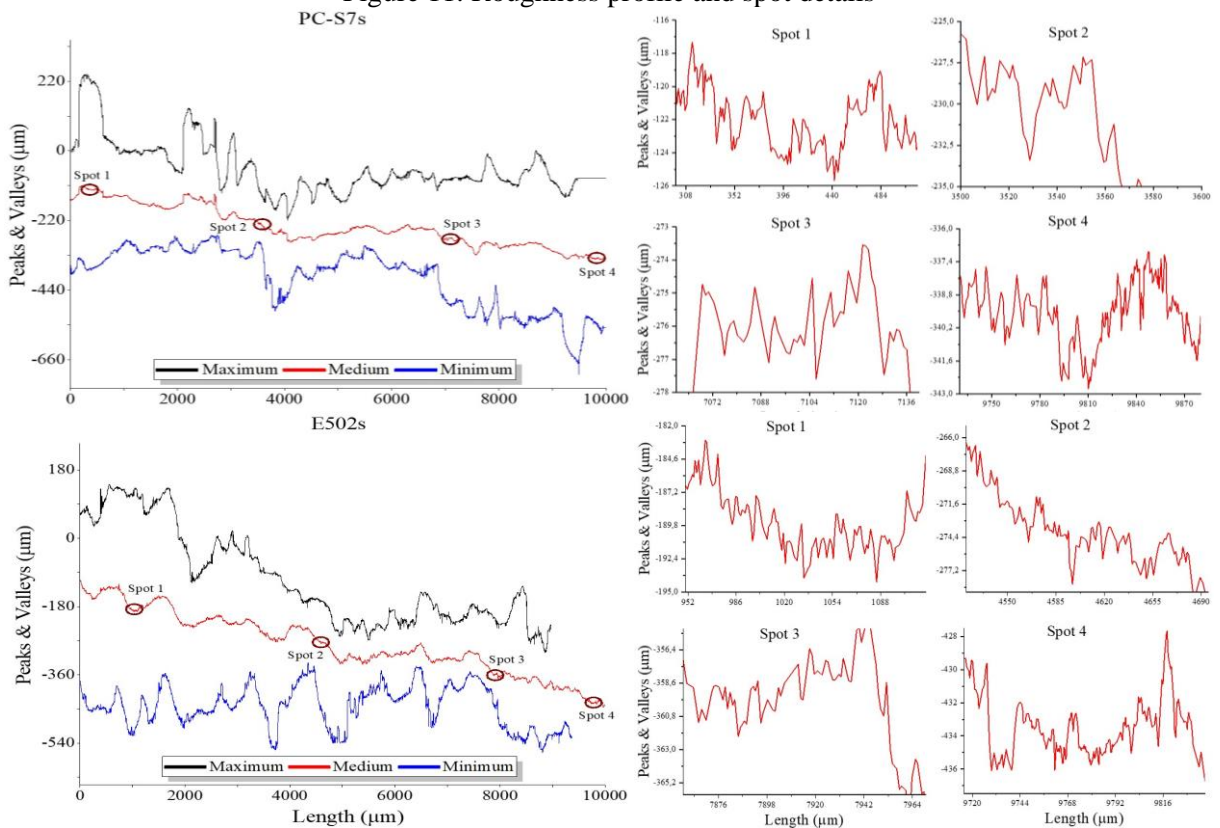 Figure 11. Roughness profile and spot details
PC-S7s
Peaks & Valleys (µm)
220
0
-220
-440
-660
Spot 1
Spot 2
Spot 3
Spot 4
Maximum Medium Minimum
0 2000 4000 6000 8000 10000
Spot 1
Peaks & Valleys (µm)
-116
-118
-120
-121
-122
-124
-126
308 352 396 440 484
Spot 2
-225,0
-227,5
-230,0
-232,5
-235,0
3500 3520 3540 3560 3580 3600
Spot 3
Peaks & Valleys (µm)
-273
-274
-275
-276
-277
-278
7072 7088 7104 7120 7136
Spot 4
-336,0
-337,4
-338,8
-340,2
-341,6
-343,0
9750 9780 9810 9840 9870
E502s
Peaks & Valleys (µm)
180
0
-180
-360
-540
Spot 1
Spot 2
Spot 3
Spot 4
Maximum Medium Minimum
0 2000 4000 6000 8000 10000
Length (µm)
Spot 1
Peaks & Valleys (µm)
-182,0
-184,6
-187,2
-189,8
-192,4
-195,0
952 986 1020 1054 1088
Spot 2
-266,0
-268,8
-271,6
-274,4
-277,2
4550 4585 4620 4655 4690
Spot 3
Peaks & Valleys (µm)
-356,4
-358,6
-360,8
-363,0
-365,2
7876 7898 7920 7942 7964
Length (µm)
Spot 4
-428
-430
-432
-434
-436
9720 9744 9768 9792 9816
Length (µm)